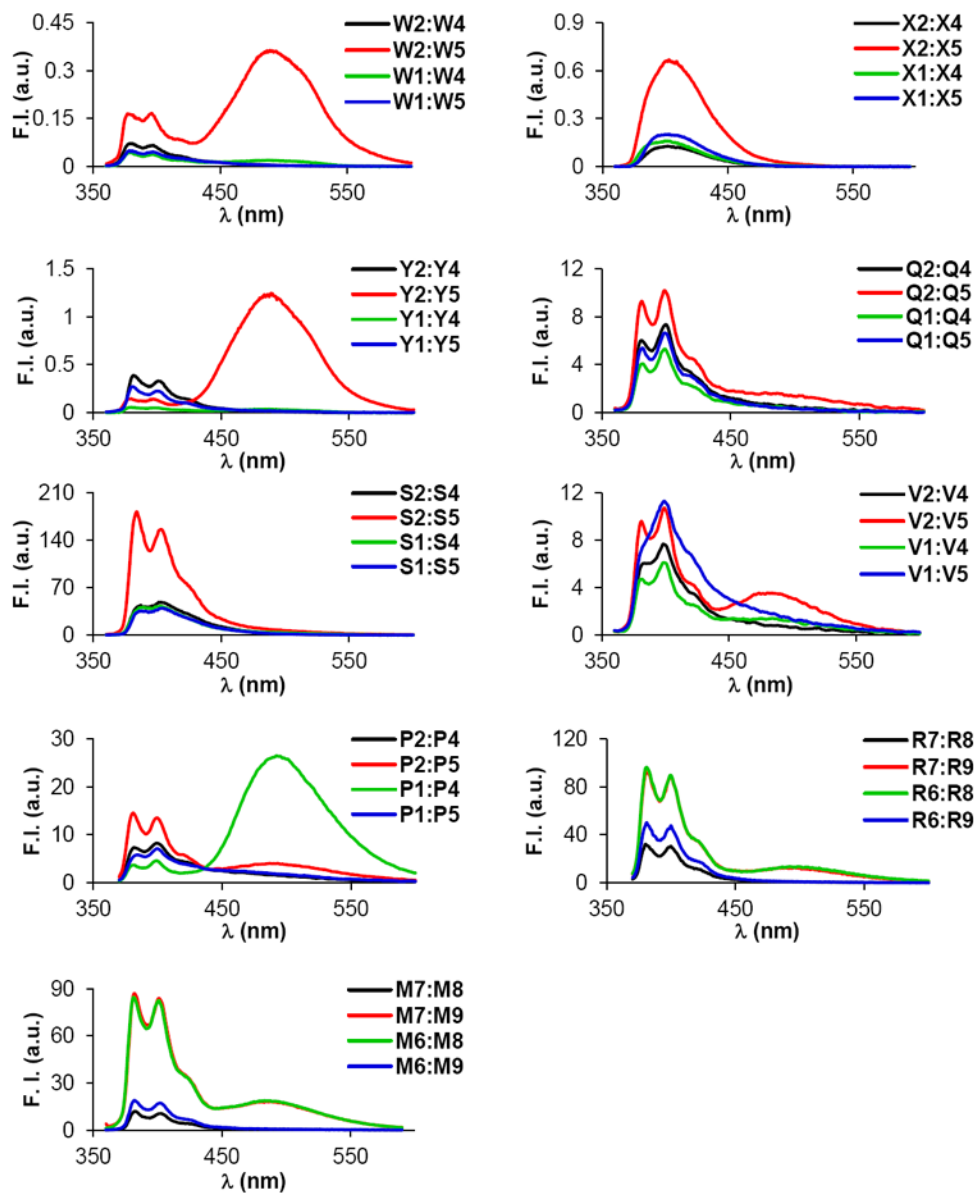 0.45
0.3
0.15
0
F.I. (a.u.)
350
450
550
λ (nm)
W2:W4
W2:W5
W1:W4
W1:W5
0.9
0.6
0.3
0
F.I. (a.u.)
350
450
550
λ (nm)
X2:X4
X2:X5
X1:X4
X1:X5
1.5
1
0.5
0
F.I. (a.u.)
350
450
550
λ (nm)
Y2:Y4
Y2:Y5
Y1:Y4
Y1:Y5
12
8
4
0
F.I. (a.u.)
350
450
550
λ (nm)
Q2:Q4
Q2:Q5
Q1:Q4
Q1:Q5
210
140
70
0
F.I. (a.u.)
350
450
550
λ (nm)
S2:S4
S2:S5
S1:S4
S1:S5
12
8
4
0
F.I. (a.u.)
350
450
550
λ (nm)
V2:V4
V2:V5
V1:V4
V1:V5
30
20
10
0
F.I. (a.u.)
350
450
550
λ (nm)
P2:P4
P2:P5
P1:P4
P1:P5
120
80
40
0
F.I. (a.u.)
350
450
550
λ (nm)
R7:R8
R7:R9
R6:R8
R6:R9
90
60
30
0
F. I. (a.u.)
350
450
550
λ (nm)
M7:M8
M7:M9
M6:M8
M6:M9